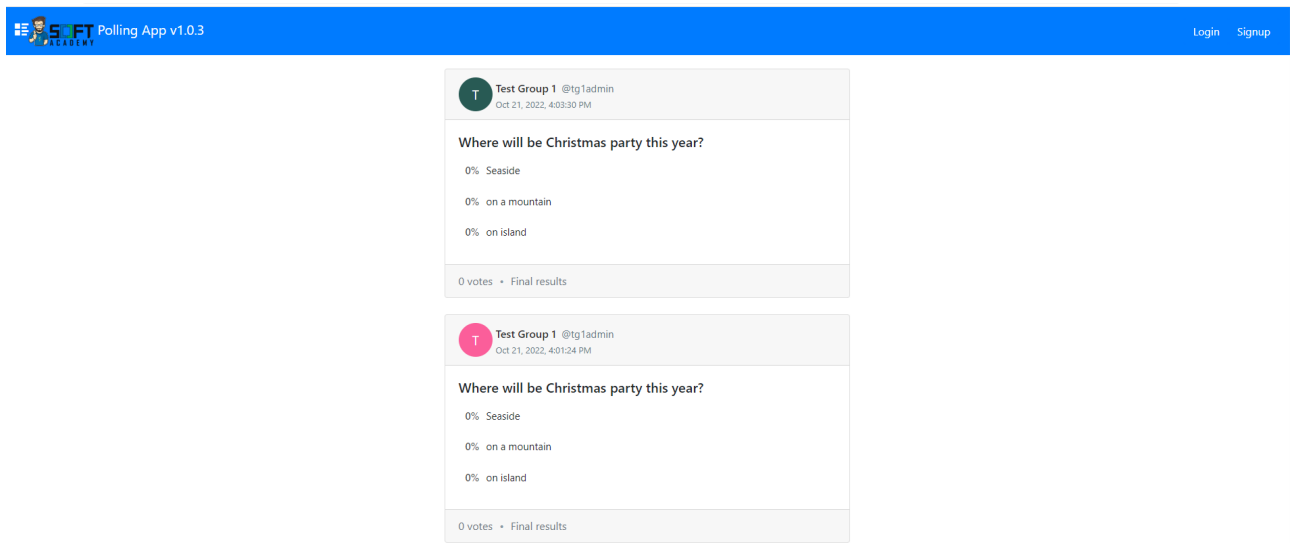 SOFT ACADEMY Polling App v1.0.3 Login Signup
T Test Group 1 @tg1admin
Oct 21, 2022, 4:03:30 PM
Where will be Christmas party this year?
0% Seaside
0% on a mountain
0% on island
0 votes • Final results
T Test Group 1 @tg1admin
Oct 21, 2022, 4:01:24 PM
Where will be Christmas party this year?
0% Seaside
0% on a mountain
0% on island
0 votes • Final results